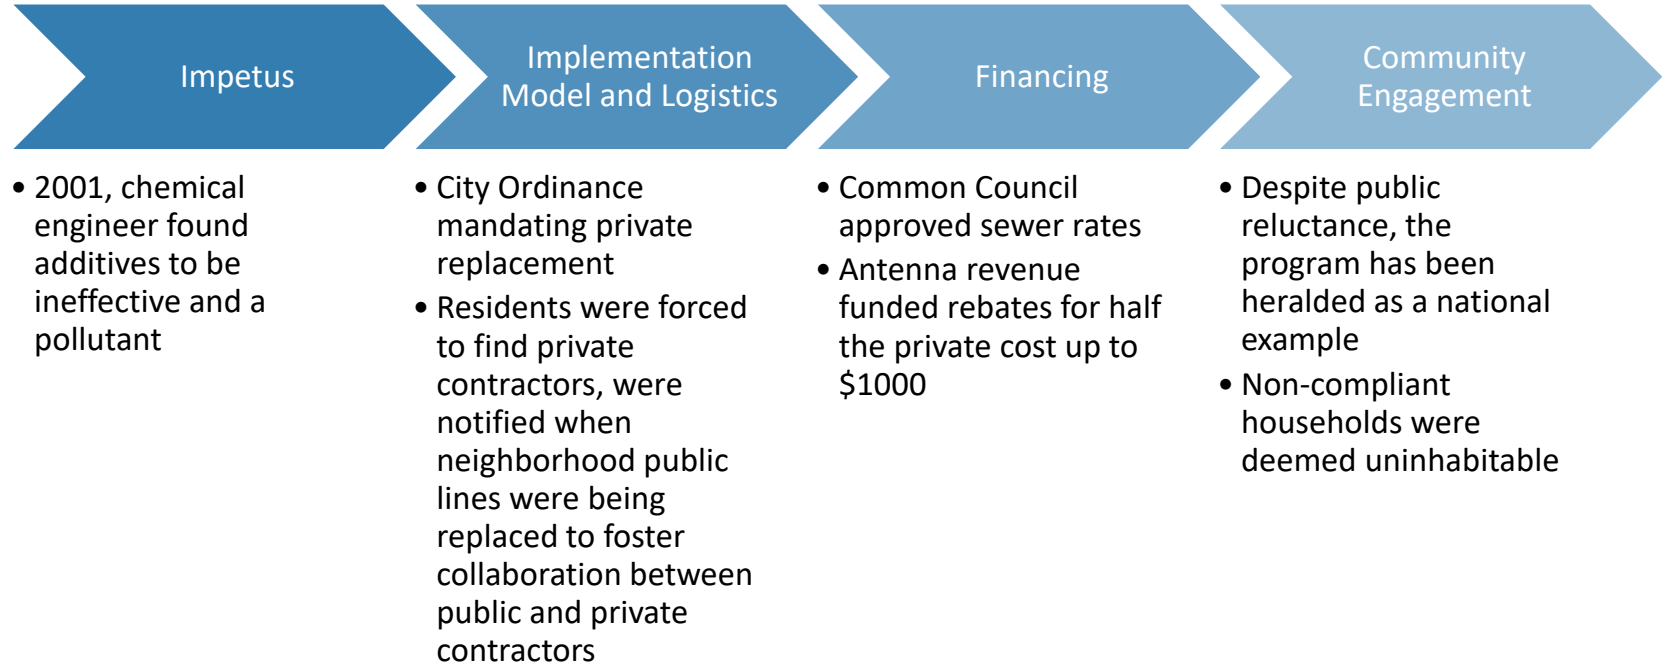 Impetus
• 2001, chemical
engineer found
additives to be
ineffective and a
pollutant
Implementation
Model and Logistics
• City Ordinance
mandating private
replacement
• Residents were forced
to find private
contractors, were
notified when
neighborhood public
lines were being
replaced to foster
collaboration between
public and private
contractors
Financing
• Common Council
approved sewer rates
• Antenna revenue
funded rebates for half
the private cost up to
$1000
Community
Engagement
• Despite public
reluctance, the
program has been
heralded as a national
example
• Non-compliant
households were
deemed uninhabitable